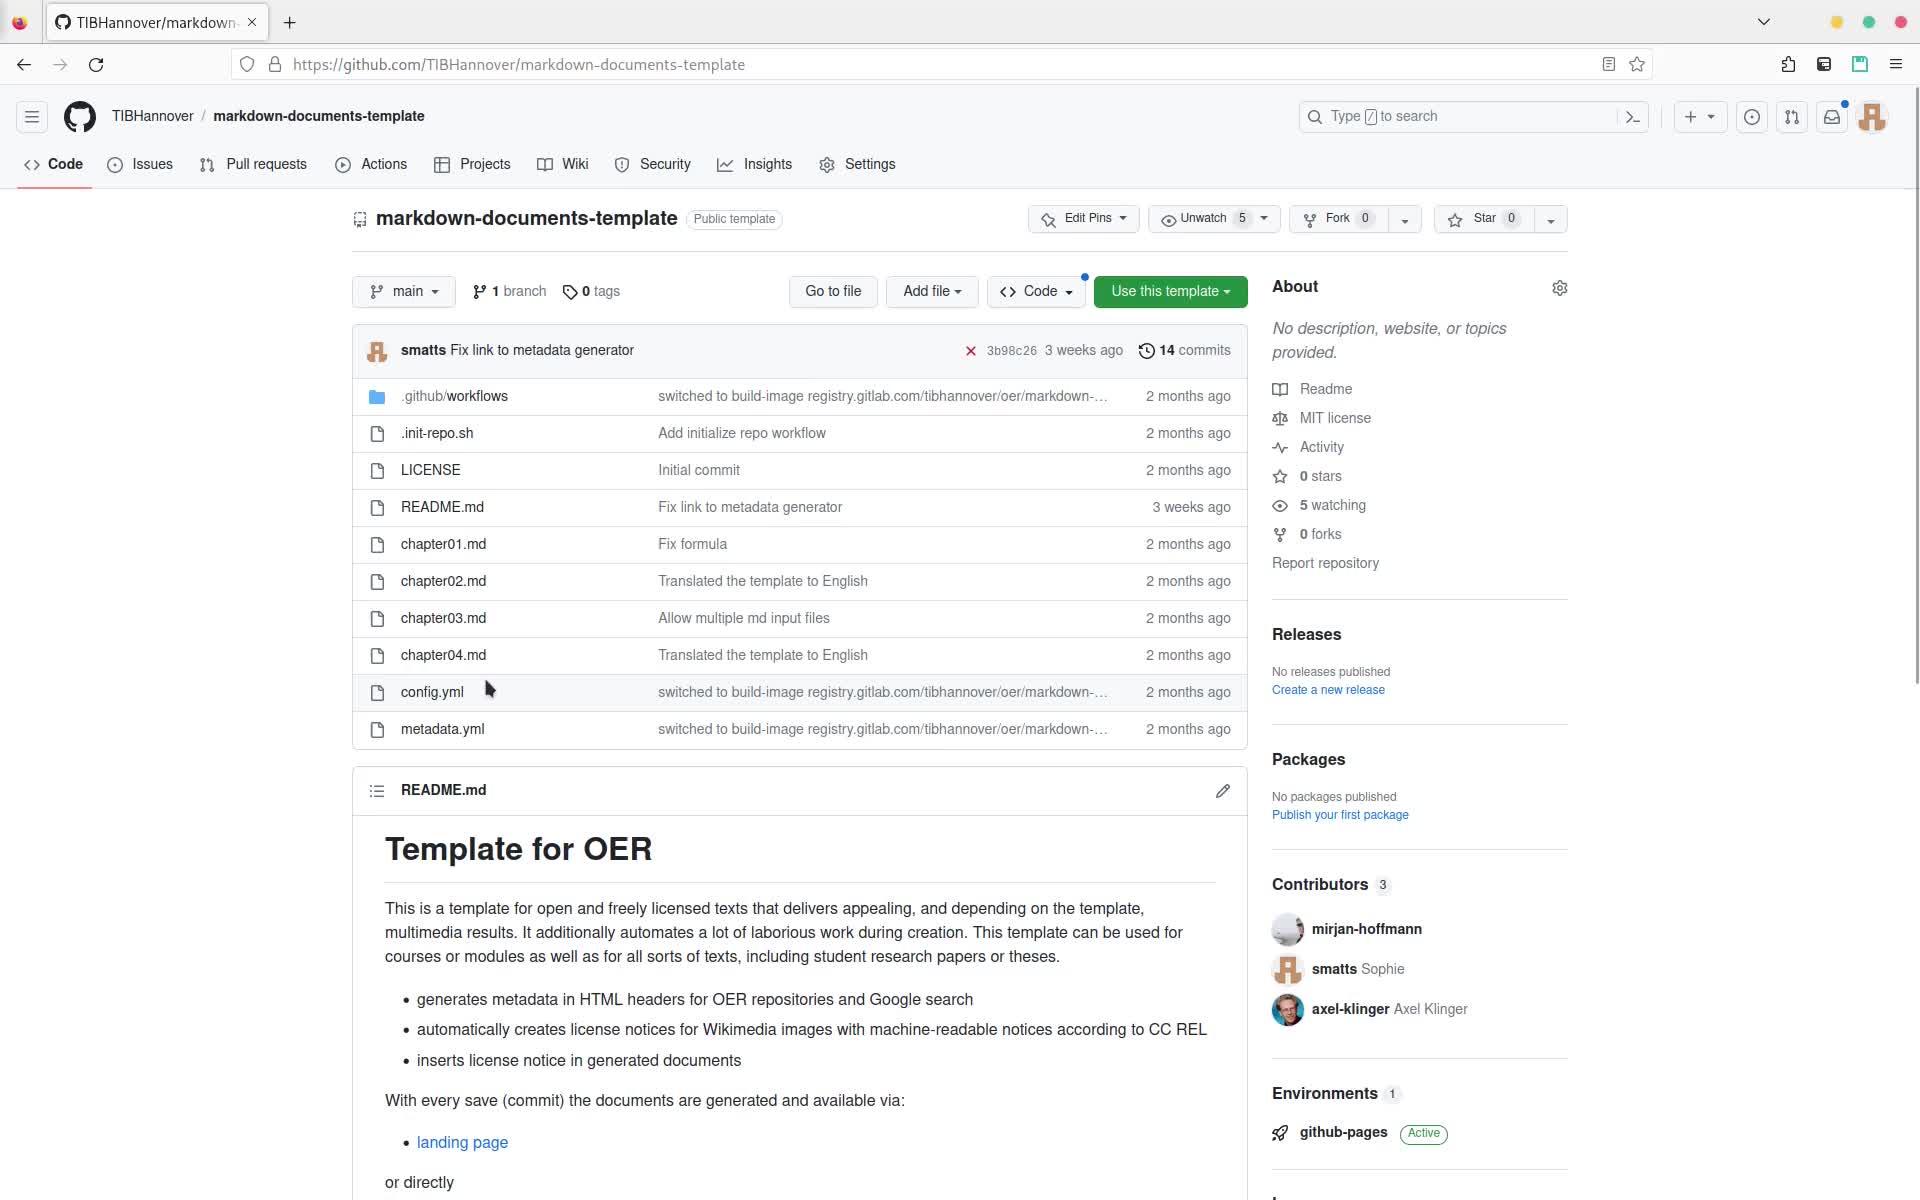 TIBHannover/markdown-
https://github.com/TIBHannover/markdown-documents-template
TIBHannover / markdown-documents-template
Type / to search
Code Issues Pull requests Actions Projects Wiki Security Insights Settings
markdown-documents-template Public template
Edit Pins Unwatch 5 Fork 0 Star 0
main 1 branch 0 tags Go to file Add file Code Use this template
smatts Fix link to metadata generator 3b98c26 3 weeks ago 14 commits
.github/workflows switched to build-image registry.gitlab.com/tibhannover/oer/markdown-… 2 months ago
.init-repo.sh Add initialize repo workflow 2 months ago
LICENSE Initial commit 2 months ago
README.md Fix link to metadata generator 3 weeks ago
chapter01.md Fix formula 2 months ago
chapter02.md Translated the template to English 2 months ago
chapter03.md Allow multiple md input files 2 months ago
chapter04.md Translated the template to English 2 months ago
config.yml switched to build-image registry.gitlab.com/tibhannover/oer/markdown-… 2 months ago
metadata.yml switched to build-image registry.gitlab.com/tibhannover/oer/markdown-… 2 months ago
README.md
Template for OER
This is a template for open and freely licensed texts that delivers appealing, and depending on the template,
multimedia results. It additionally automates a lot of laborious work during creation. This template can be used for
courses or modules as well as for all sorts of texts, including student research papers or theses.
• generates metadata in HTML headers for OER repositories and Google search
• automatically creates license notices for Wikimedia images with machine-readable notices according to CC REL
• inserts license notice in generated documents
With every save (commit) the documents are generated and available via:
• landing page
or directly
About
No description, website, or topics
provided.
Readme
MIT license
Activity
0 stars
5 watching
0 forks
Report repository
Releases
No releases published
Create a new release
Packages
No packages published
Publish your first package
Contributors 3
mirjan-hoffmann
smatts Sophie
axel-klinger Axel Klinger
Environments 1
github-pages Active